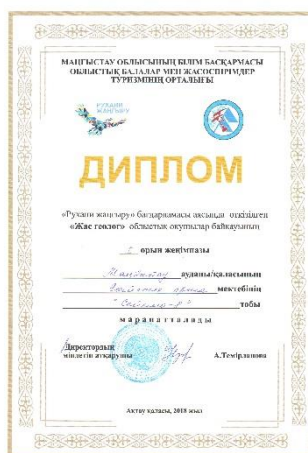 МАҢҒЫСТАУ ОБЛЫСЫНЫҢ БІЛІМ БАСҚАРМАСЫ
ОБЛЫСТЫҚ БАЛАЛАР МЕН ЖАСӨСПІРІМДЕР
ТУРИЗМІНІҢ ОРТАЛЫҒЫ
РУХАНИ
ЖАҢҒЫРУ
ДИПЛОМ
«Рухани жаңғыру» бағдарламасы аясында өткізілген
«Жас геолог» облыстық оқушылар байқауының
орын жеңімпазы
Маңғыстау ауданы/қаласының
мектебінің
тобы
марапатталады
Директордың
міндетін атқарушы
А.Темірланова
Ақтау қаласы, 2018 жыл